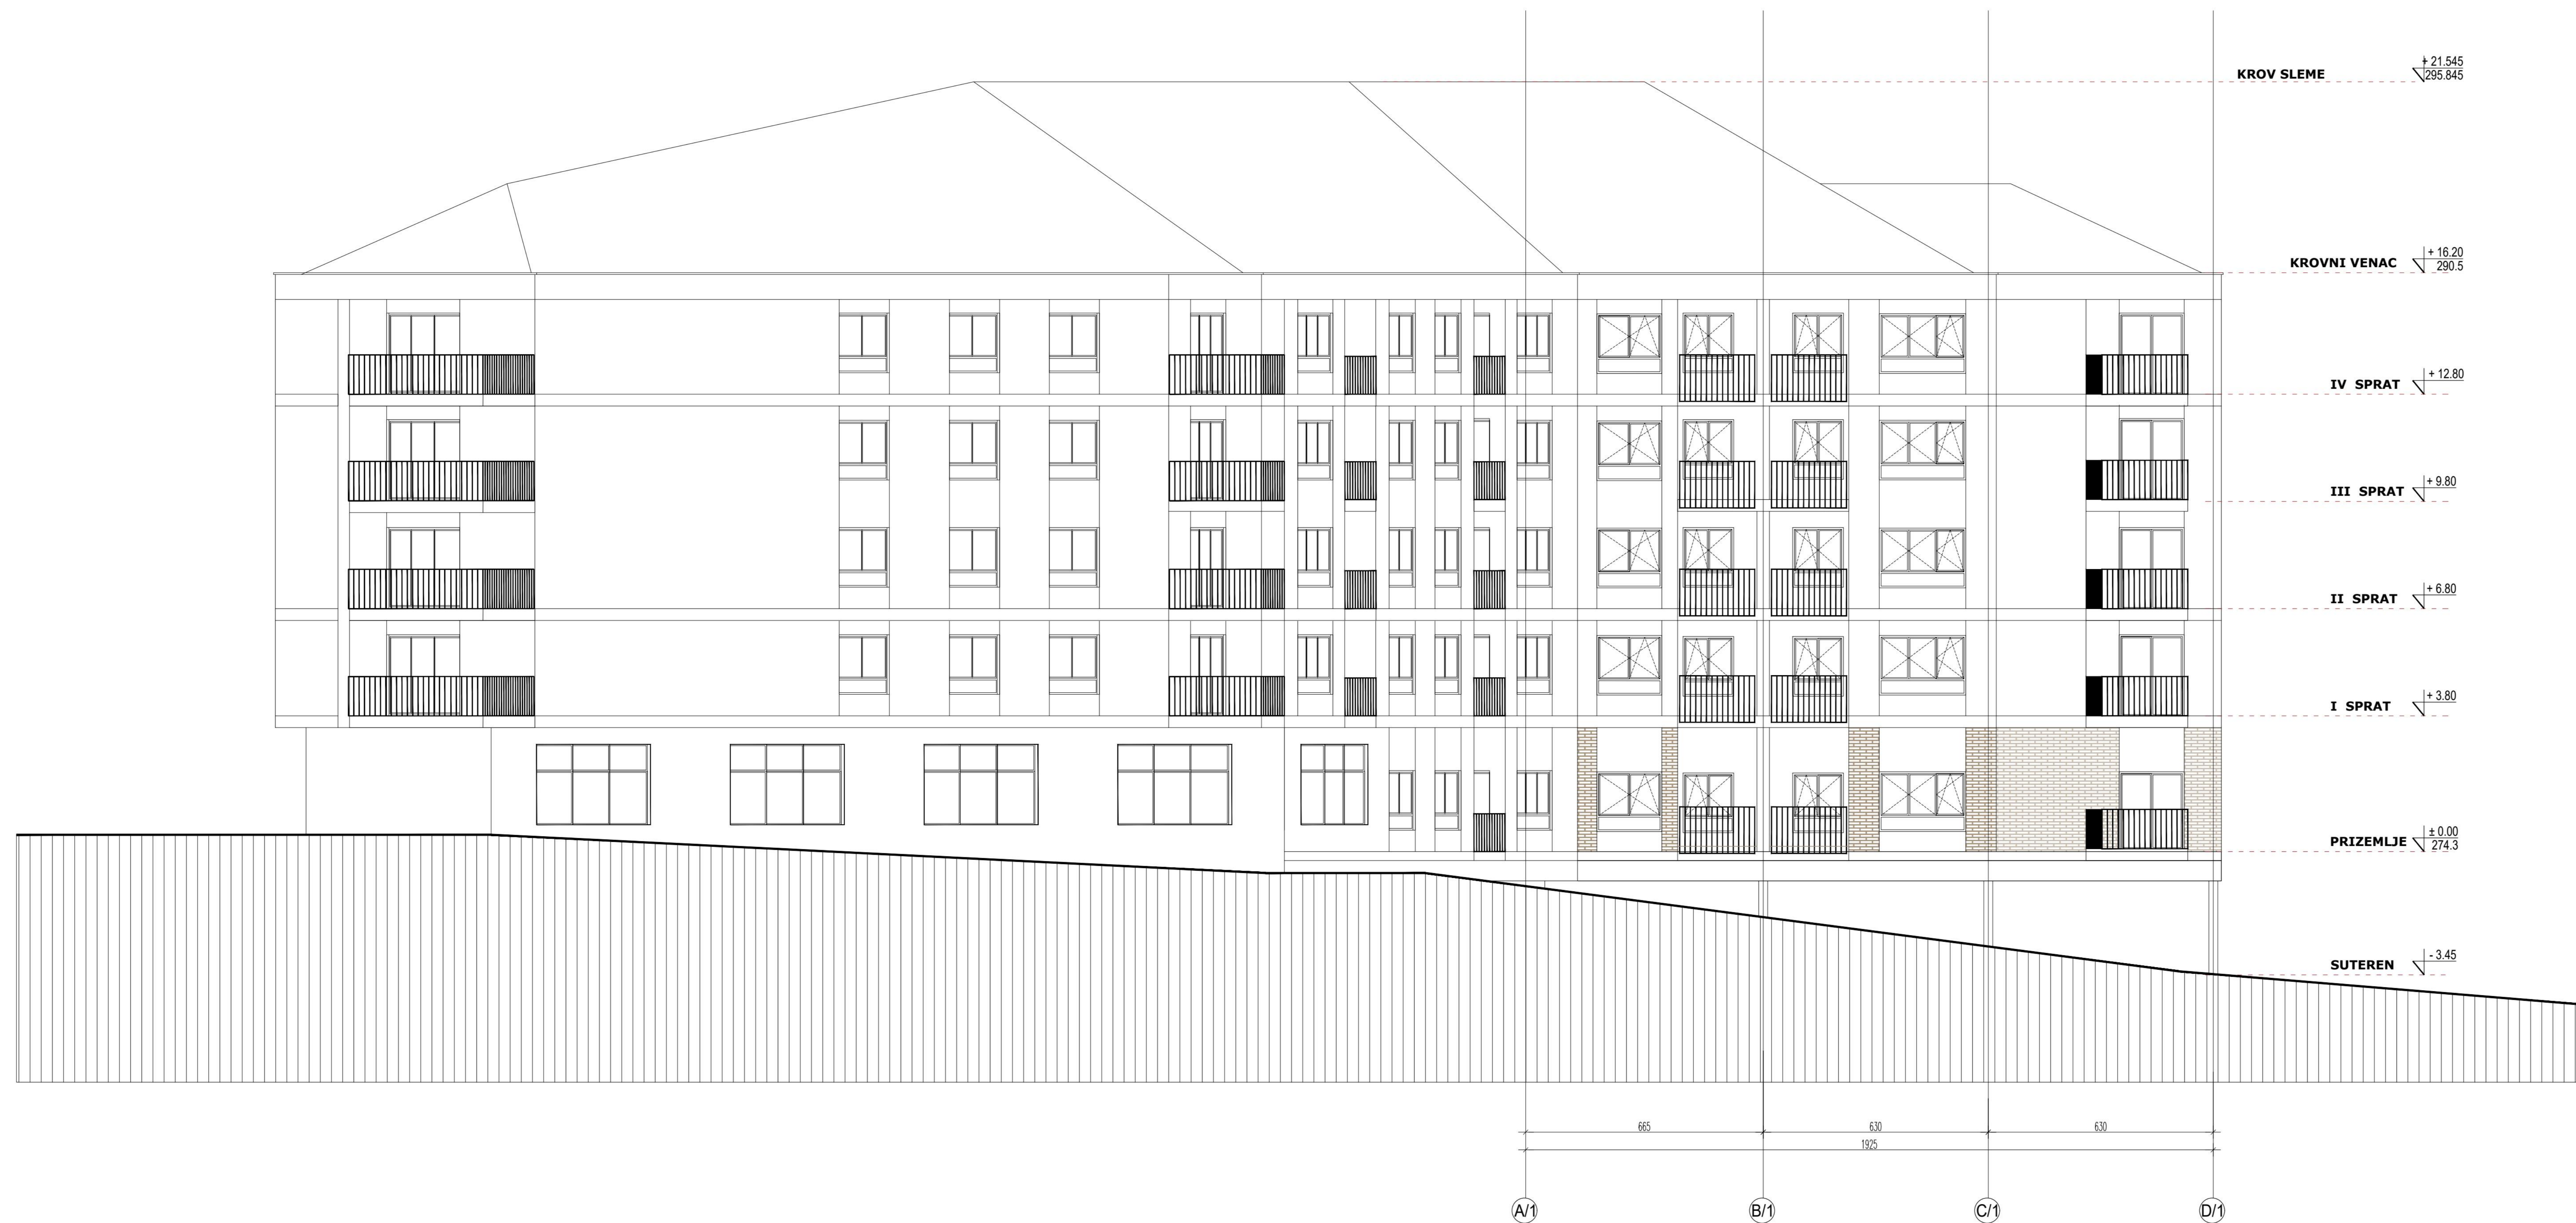 + 21.545
KROV SLEME
295.845
+ 16.20
KROVNI VENAC
290.5
+ 12.80
IV SPRAT
+ 9.80
III SPRAT
+ 6.80
II SPRAT
+ 3.80
I SPRAT
± 0.00
PRIZEMLJE
274.3
- 3.45
SUTEREN
665 630 630
1925
A/1 B/1 C/1 D/1